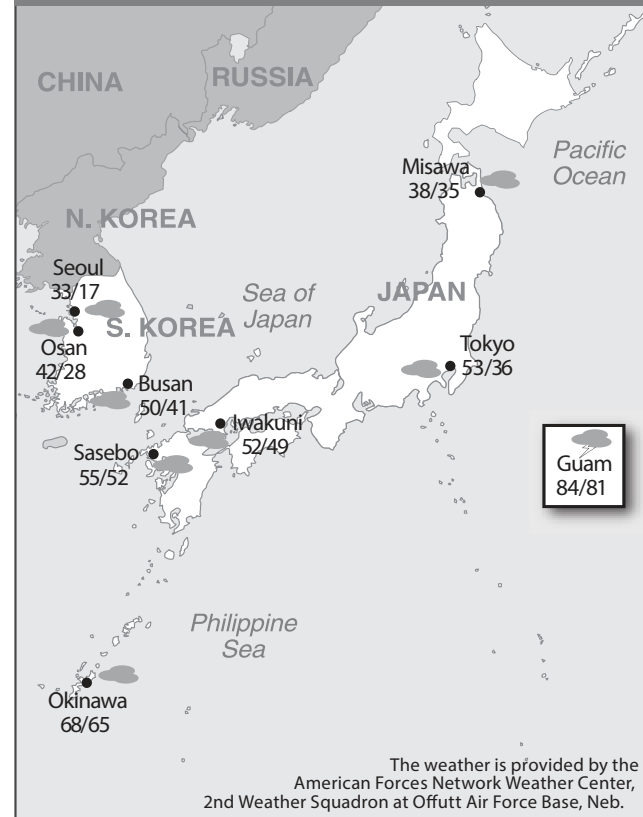 CHINA
RUSSIA
Pacific
Ocean
Misawa
38/35
N. KOREA
Seoul
33/17
Sea of
Japan
JAPAN
S. KOREA
Osan
42/28
Tokyo
53/36
Busan
50/41
Iwakuni
52/49
Sasebo
55/52
Guam
84/81
Philippine
Sea
Okinawa
68/65
The weather is provided by the
American Forces Network Weather Center,
2nd Weather Squadron at Offutt Air Force Base, Neb.